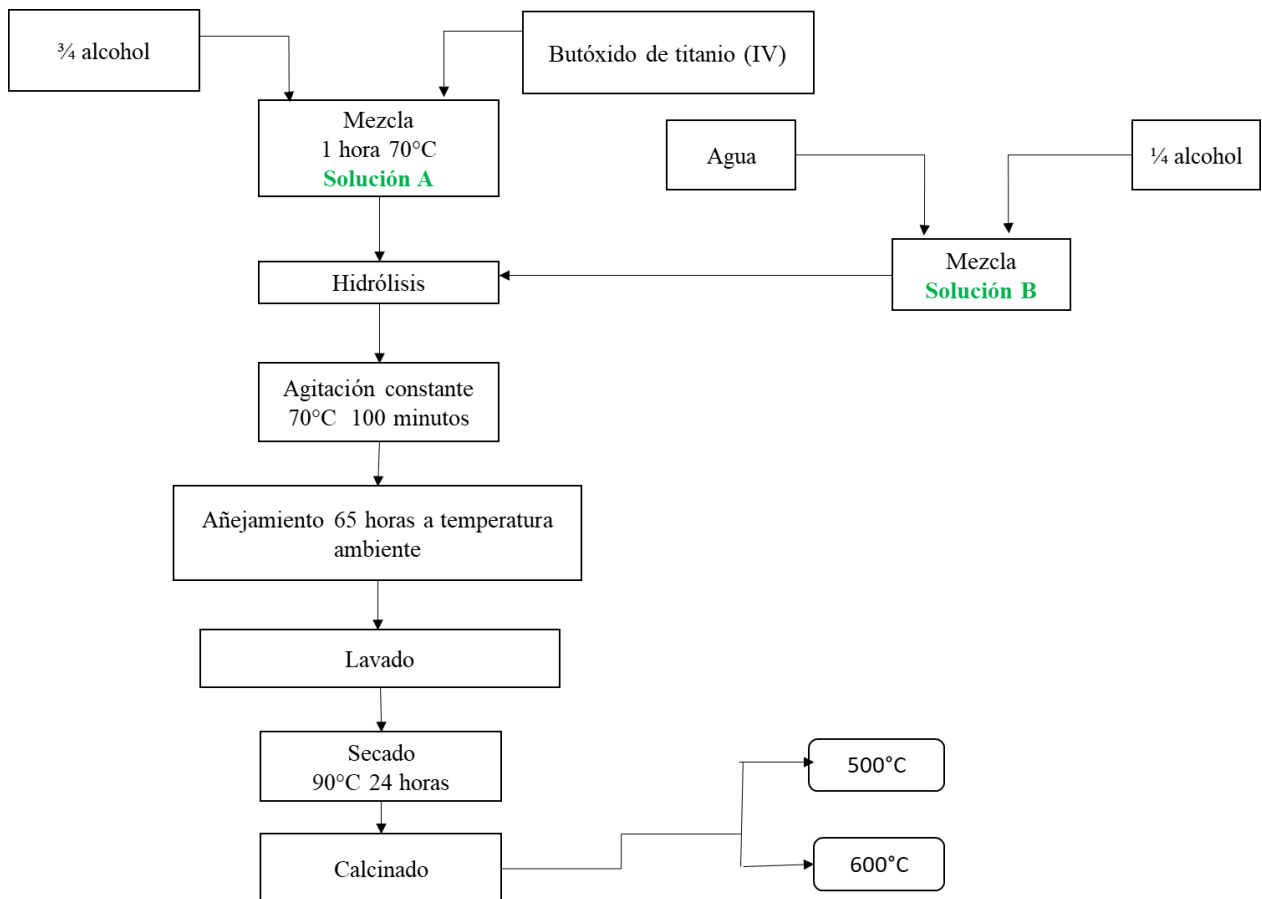 ¾ alcohol
Butóxido de titanio (IV)
Mezcla
1 hora 70°C
Solución A
Agua
¼ alcohol
Mezcla
Solución B
Hidrólisis
Agitación constante
70°C 100 minutos
Añejamiento 65 horas a temperatura
ambiente
Lavado
Secado
90°C 24 horas
500°C
Calcinado
600°C